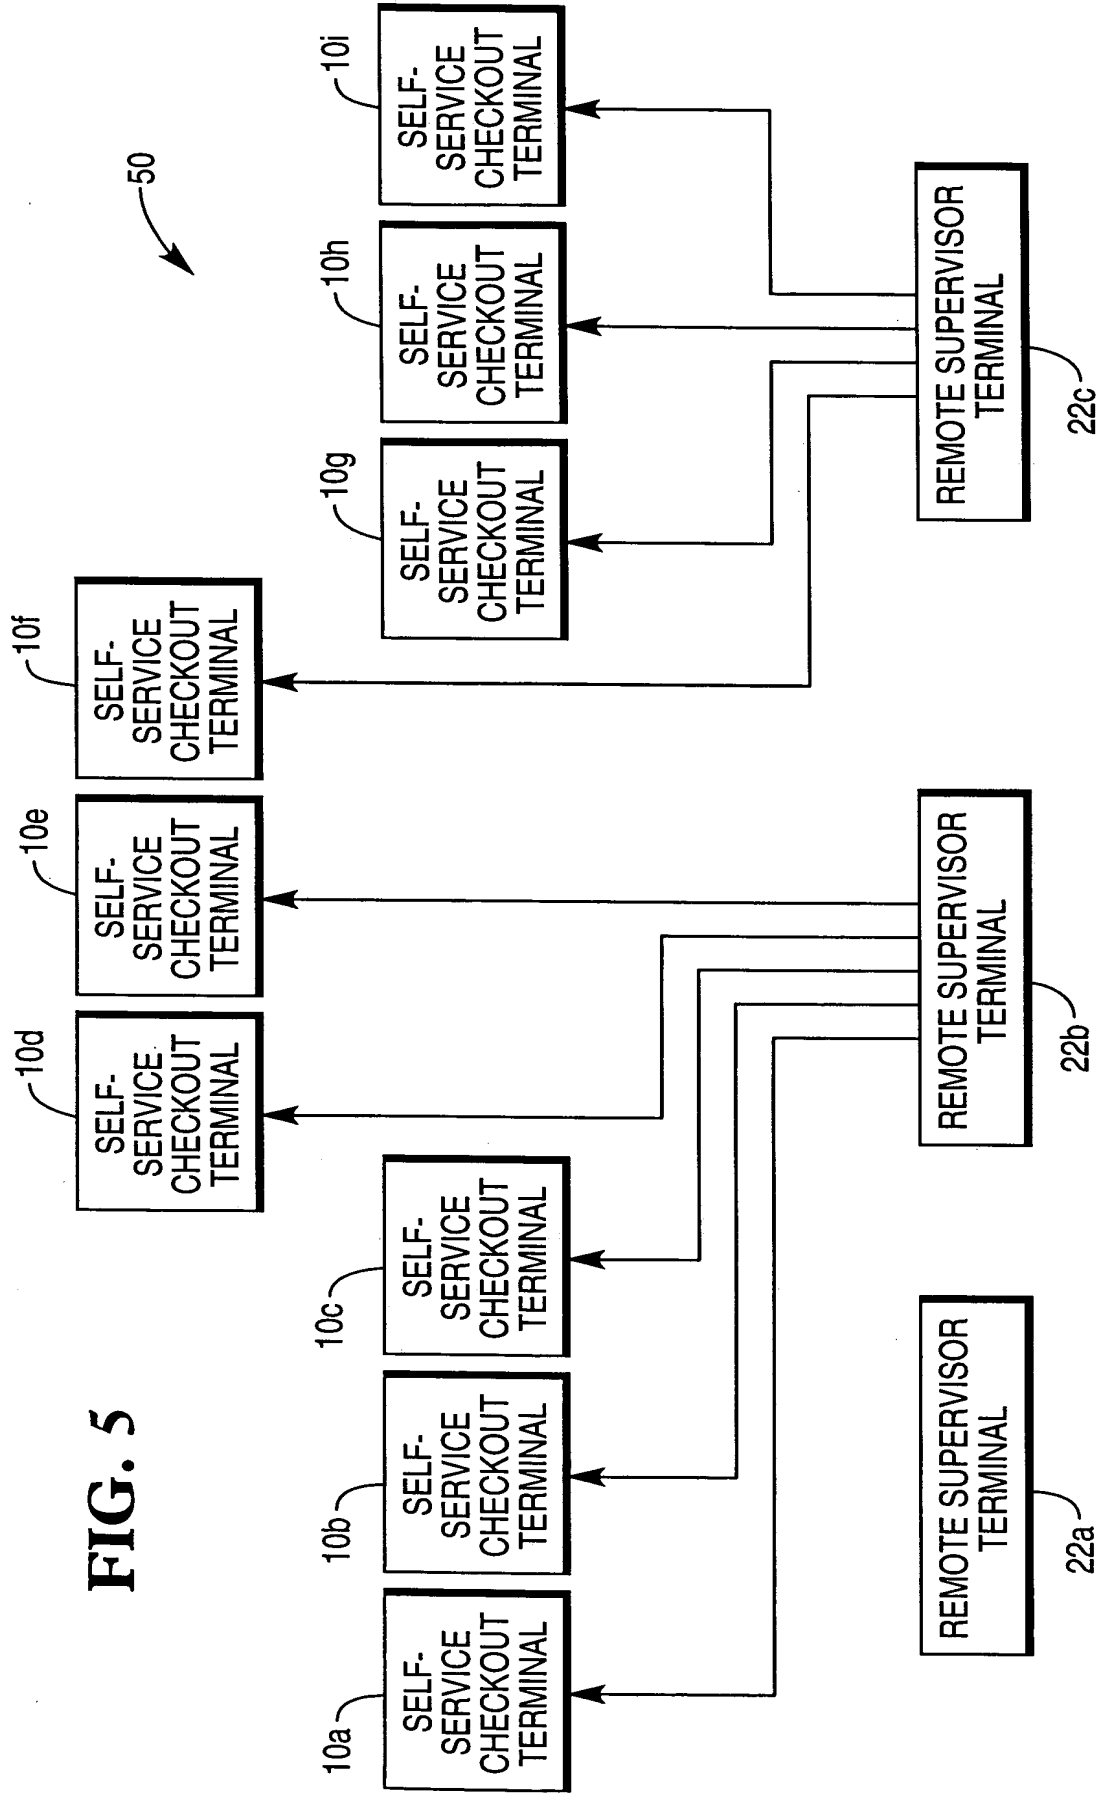 FIG. 5
50
10a
SELF-
SERVICE
CHECKOUT
TERMINAL
10b
SELF-
SERVICE
CHECKOUT
TERMINAL
10c
SELF-
SERVICE
CHECKOUT
TERMINAL
10d
SELF-
SERVICE
CHECKOUT
TERMINAL
10e
SELF-
SERVICE
CHECKOUT
TERMINAL
10f
SELF-
SERVICE
CHECKOUT
TERMINAL
10g
SELF-
SERVICE
CHECKOUT
TERMINAL
10h
SELF-
SERVICE
CHECKOUT
TERMINAL
10i
SELF-
SERVICE
CHECKOUT
TERMINAL
REMOTE SUPERVISOR
TERMINAL
22a
REMOTE SUPERVISOR
TERMINAL
22b
REMOTE SUPERVISOR
TERMINAL
22c